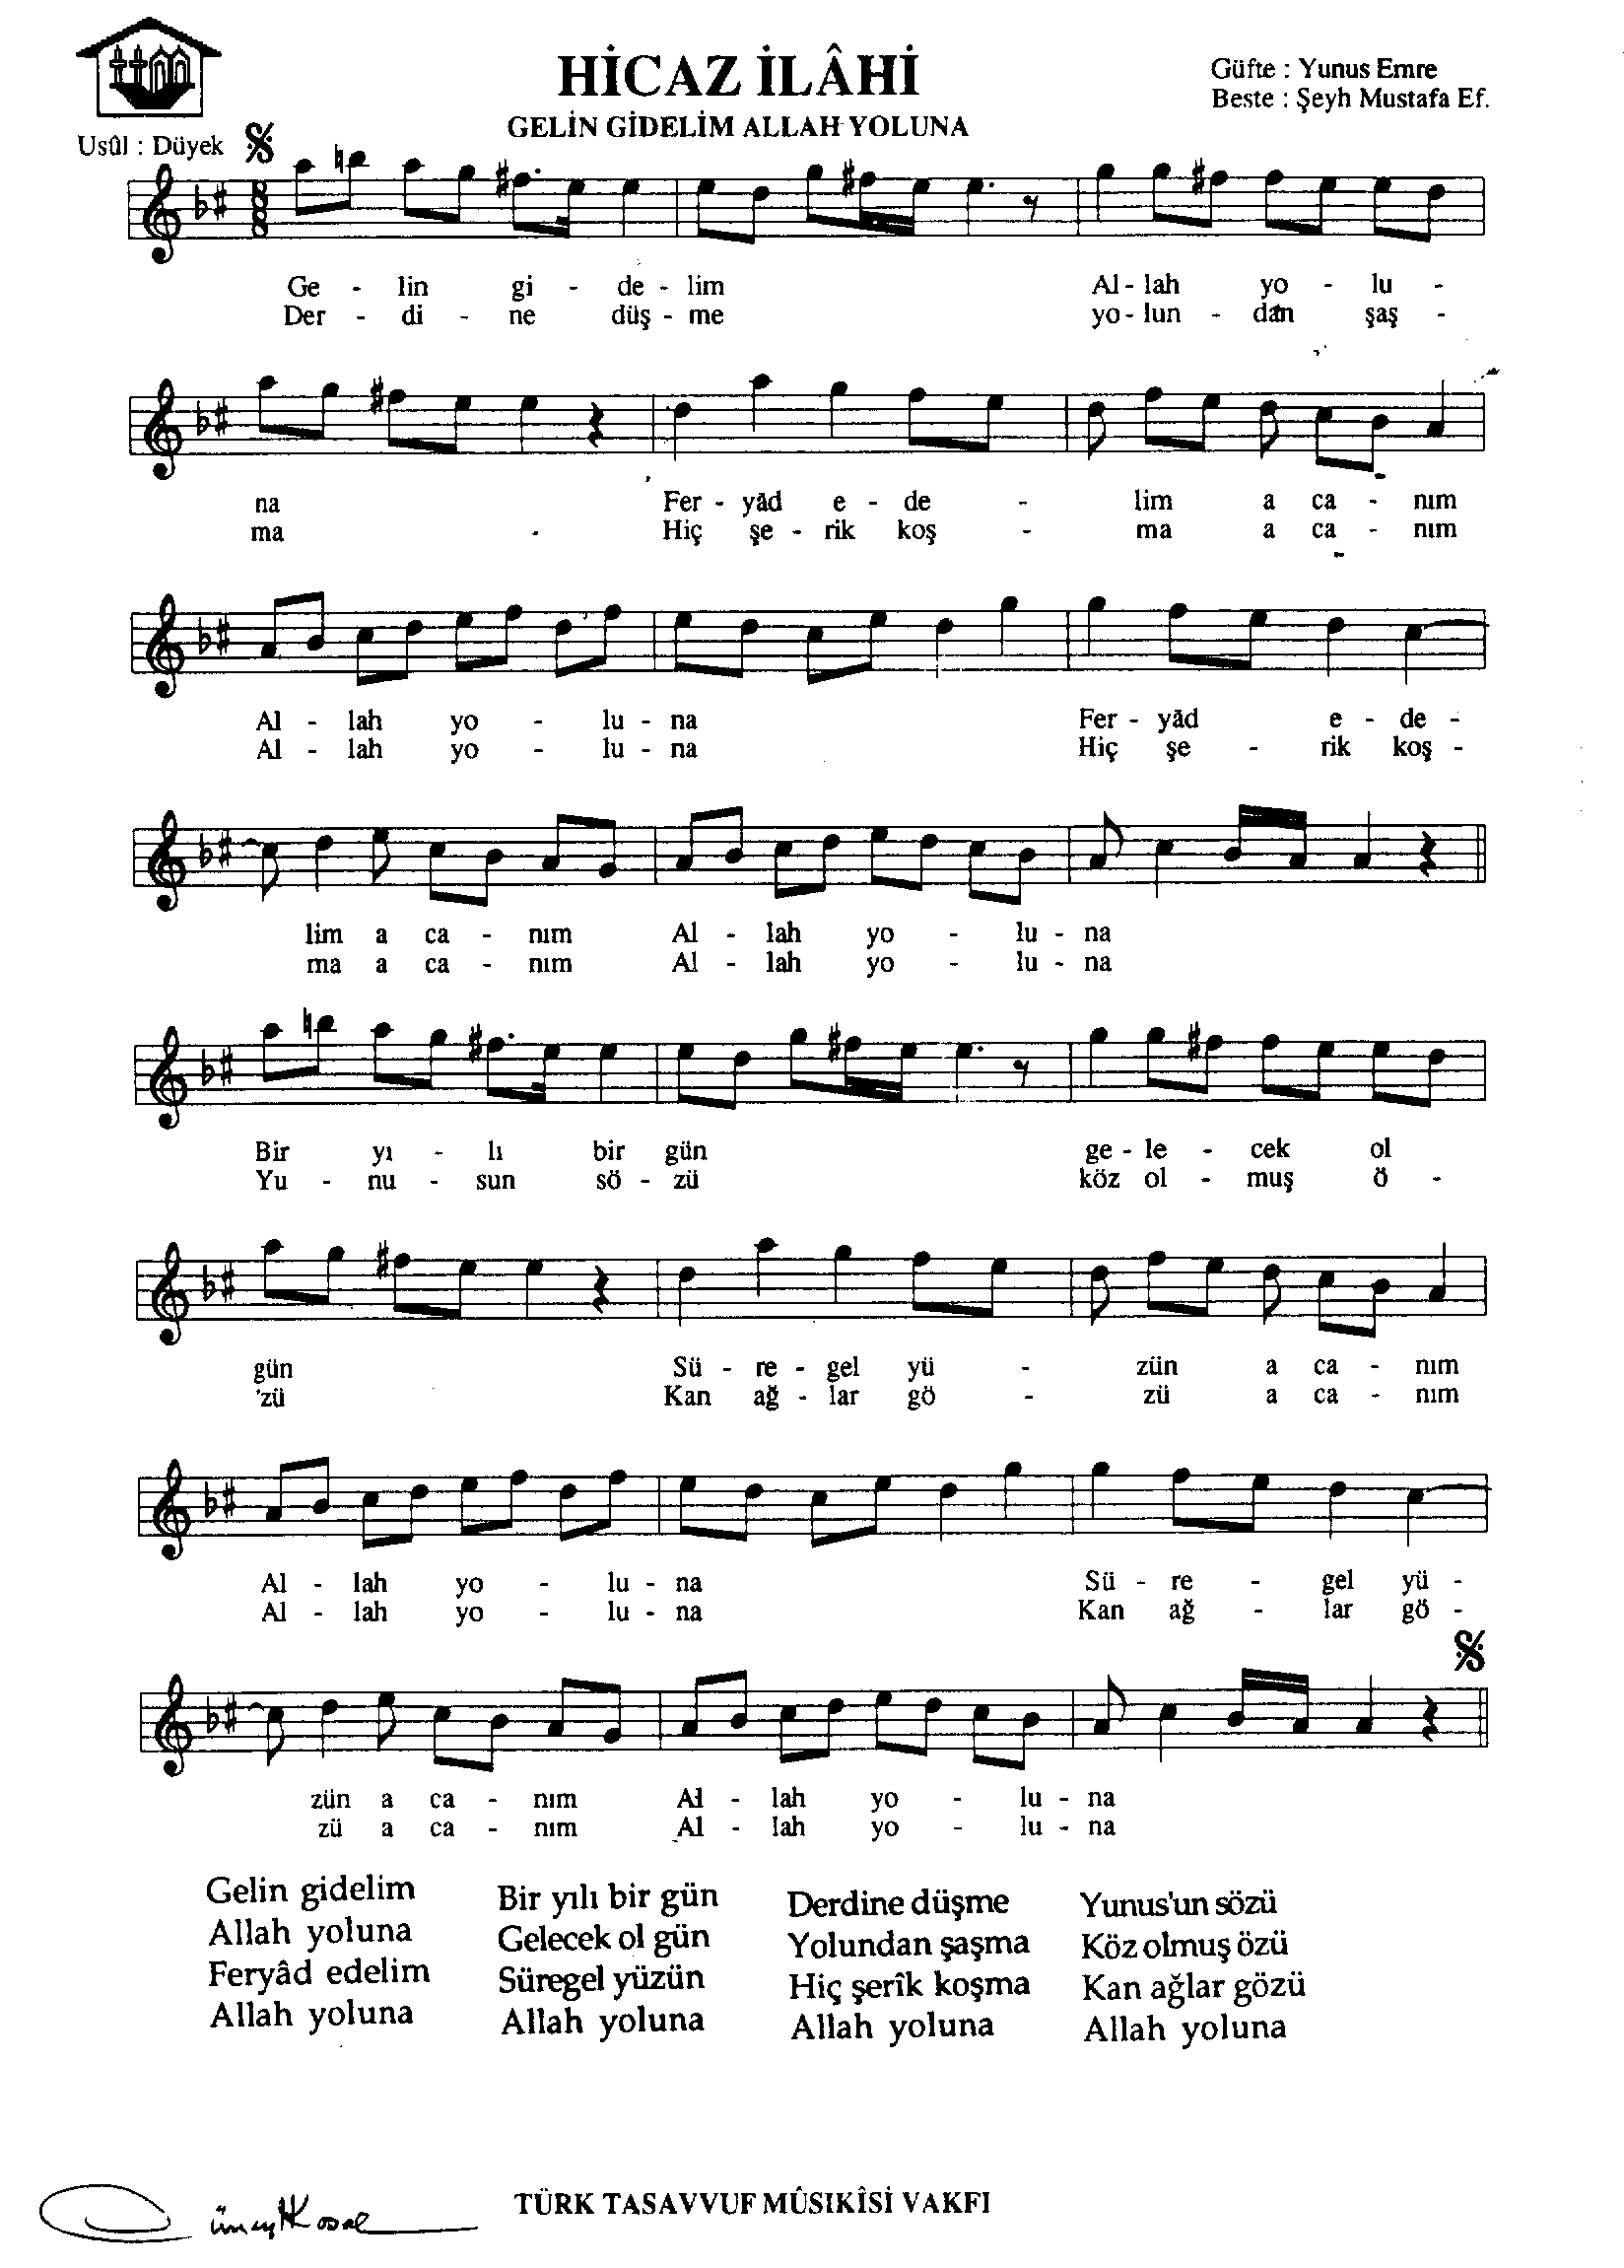 HİCAZ İLÂHİ
GELİN GİDELİM ALLAH YOLUNA
Güfte : Yunus Emre
Beste : Şeyh Mustafa Ef.
Usûl : Düyek
Ge - lin gi - de - lim Al - lah yo - lu -
Der - di - ne düş - me yo - lun - dan şaş -
na Fer - yâd e - de - lim a ca - nım
ma - Hiç şe - rik koş - ma a ca - nım
Al - lah yo - lu - na Fer - yâd e - de -
Al - lah yo - lu - na Hiç şe - rik koş -
lim a ca - nım Al - lah yo - lu - na
ma a ca - nım Al - lah yo - lu - na
Bir yı - lı bir gün ge - le - cek ol
Yu - nu - sun sö - zü köz ol - muş ö -
gün Sü - re - gel yü - zün a ca - nım
'zü Kan ağ - lar gö - zü a ca - nım
Al - lah yo - lu - na Sü - re - gel yü -
Al - lah yo - lu - na Kan ağ - lar gö -
zün a ca - nım Al - lah yo - lu - na
zü a ca - nım Al - lah yo - lu - na
Gelin gidelim
Allah yoluna
Feryâd edelim
Allah yoluna
Bir yılı bir gün
Gelecek ol gün
Süregel yüzün
Allah yoluna
Derdine düşme
Yolundan şaşma
Hiç şerîk koşma
Allah yoluna
Yunus'un sözü
Köz olmuş özü
Kan ağlar gözü
Allah yoluna
TÜRK TASAVVUF MÛSIKÎSİ VAKFI